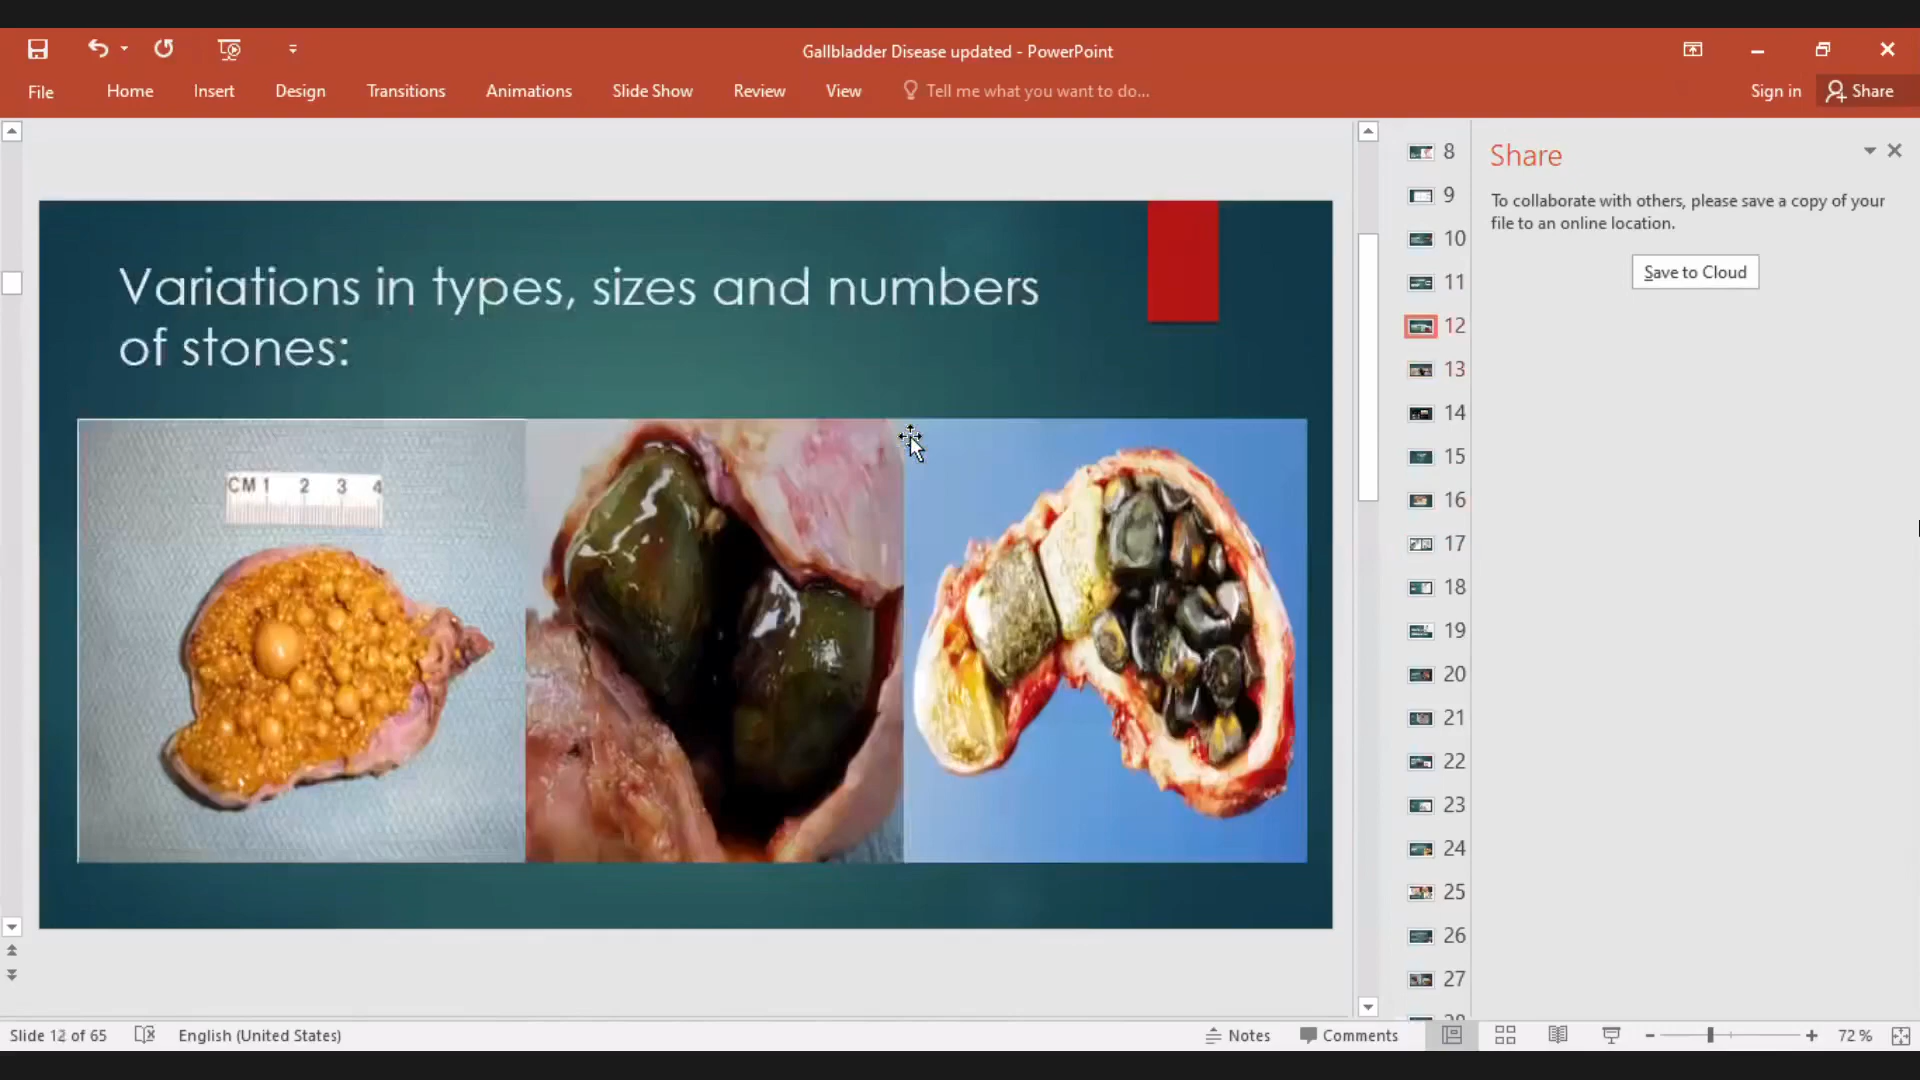 Gallbladder Disease updated - PowerPoint
File Home Insert Design Transitions Animations Slide Show Review View Tell me what you want to do... Sign in Share
Variations in types, sizes and numbers
of stones:
CM 1 2 3 4
8
9
10
11
12
13
14
15
16
17
18
19
20
21
22
23
24
25
26
27
Share
To collaborate with others, please save a copy of your
file to an online location.
Save to Cloud
Slide 12 of 65 English (United States) Notes Comments 72 %